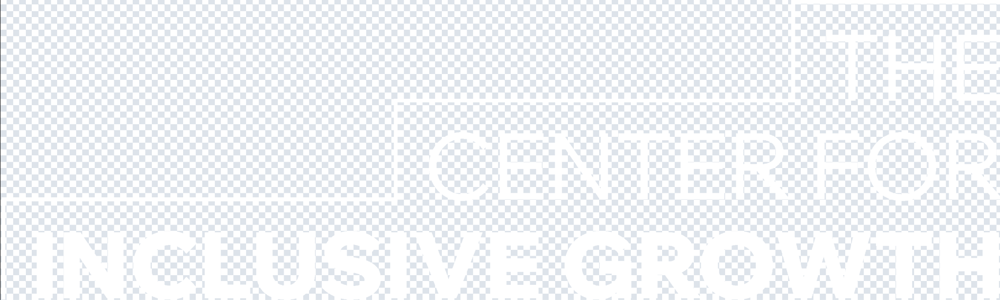 THE
CENTER FOR
INCLUSIVE GROWTH